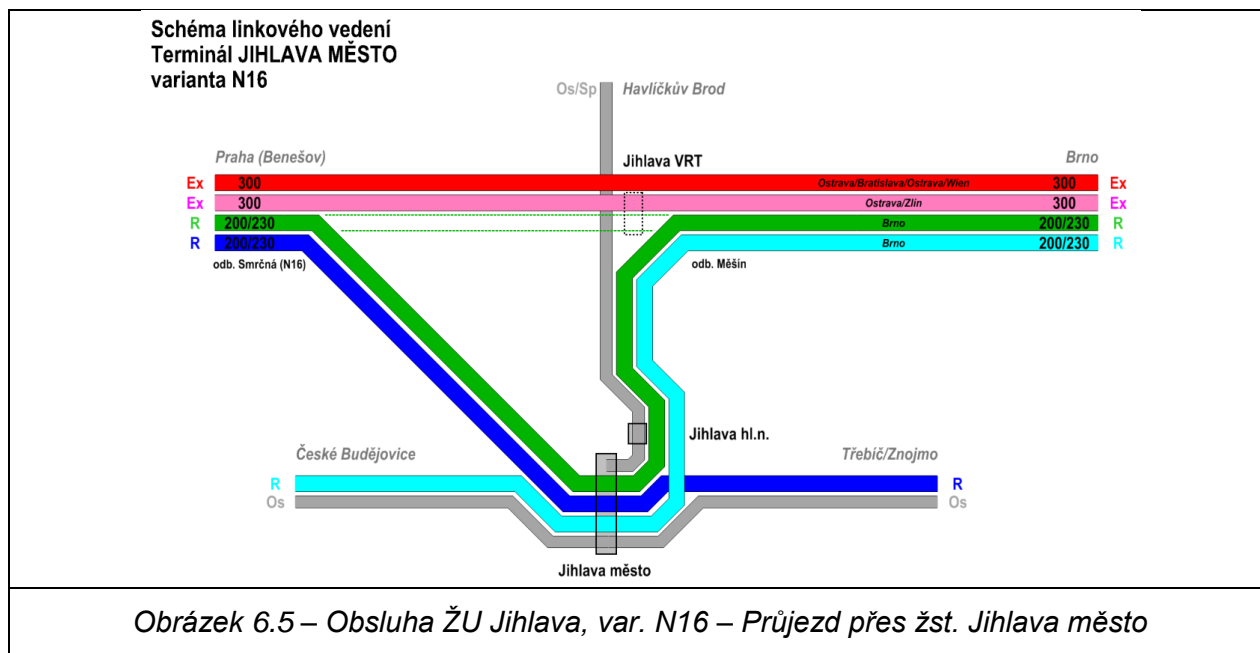 Schéma linkového vedení
Terminál JIHLAVA MĚSTO
varianta N16
Os/Sp Havlíčkův Brod
Praha (Benešov) Jihlava VRT Brno
Ex 300 Ostrava/Bratislava/Ostrava/Wien 300 Ex
Ex 300 Ostrava/Zlín 300 Ex
R 200/230 Brno 200/230 R
R 200/230 Brno 200/230 R
odb. Smrčná (N16) odb. Měšín
Jihlava hl.n.
České Budějovice Třebíč/Znojmo
R R
Os Os
Jihlava město
Obrázek 6.5 – Obsluha ŽU Jihlava, var. N16 – Průjezd přes žst. Jihlava město